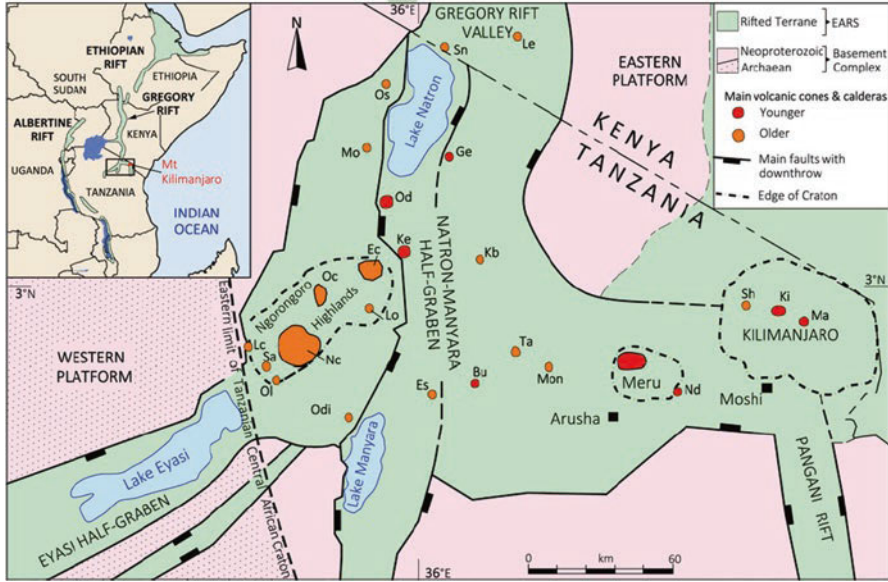 ETHIOPIAN
RIFT
SOUTH
SUDAN
ETHIOPIA
ALBERTINE
RIFT
GREGORY
RIFT
KENYA
UGANDA
Mt
Kilimanjaro
TANZANIA
INDIAN
OCEAN
N
36°E
GREGORY RIFT
VALLEY
Le
Sn
EASTERN
PLATFORM
Rifted Terrane
EARS
Neoproterozoic
Archaean
Basement
Complex
Main volcanic cones & calderas
Younger
Older
Main faults with
downthrow
Edge of Craton
KENYA
TANZANIA
Os
Lake Natron
Mo
Ge
Od
Ke
NATRON-MANYARA
HALF-GRABEN
Kb
Ec
Oc
Ngorongoro
Highlands
Lo
3°N
3°N
Eastern limit of Tanzanian Central African Craton
WESTERN
PLATFORM
Lc
Sa
Nc
Ol
Odi
Es
Bu
Ta
Mon
Sh
Ki
Ma
KILIMANJARO
Meru
Nd
Moshi
Arusha
Lake Eyasi
Lake Manyara
EYASI HALF-GRABEN
PANGANI RIFT
36°E
0
km
60